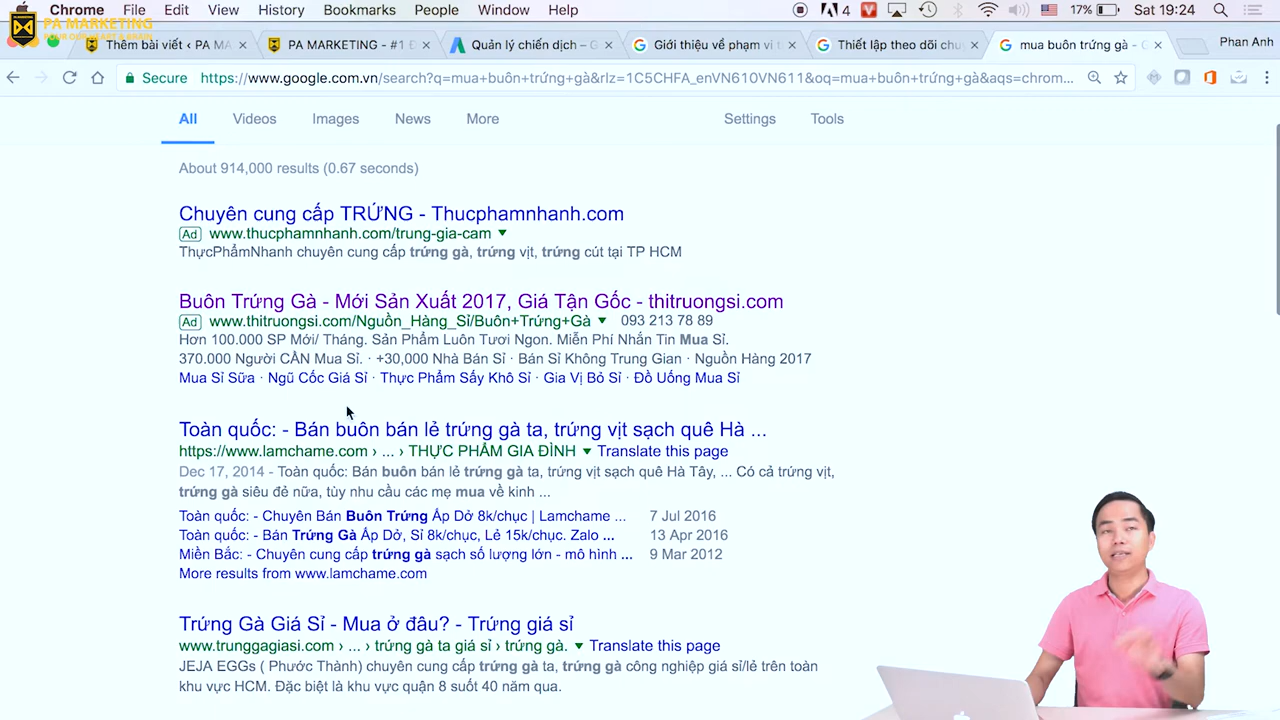 Chrome File Edit View History Bookmarks People Window Help 4 17% Sat 19:24
PA MARKETING
POUR OUR HEART & BRAIN
Thêm bài viết ‹ PA M
PA MARKETING - #1 Đ
Quản lý chiến dịch – G
Giới thiệu về phạm vi t
Thiết lập theo dõi chu
mua buôn trứng gà - G
Phan Anh
Secure https://www.google.com.vn/search?q=mua+buôn+trứng+gà&rlz=1C5CHFA_enVN610VN611&oq=mua+buôn+trứng+gà&aqs=chrom...
All Videos Images News More Settings Tools
About 914,000 results (0.67 seconds)
Chuyên cung cấp TRỨNG - Thucphamnhanh.com
Ad www.thucphamnhanh.com/trung-gia-cam
ThựcPhẩmNhanh chuyên cung cấp trứng gà, trứng vịt, trứng cút tại TP HCM
Buôn Trứng Gà - Mới Sản Xuất 2017, Giá Tận Gốc - thitruongsi.com
Ad www.thitruongsi.com/Nguồn_Hàng_Sỉ/Buôn+Trứng+Gà 093 213 78 89
Hơn 100.000 SP Mới/ Tháng. Sản Phẩm Luôn Tươi Ngon. Miễn Phí Nhắn Tin Mua Sỉ.
370.000 Người CẦN Mua Sỉ. · +30,000 Nhà Bán Sỉ · Bán Sỉ Không Trung Gian · Nguồn Hàng 2017
Mua Sỉ Sữa · Ngũ Cốc Giá Sỉ · Thực Phẩm Sấy Khô Sỉ · Gia Vị Bỏ Sỉ · Đồ Uống Mua Sỉ
Toàn quốc: - Bán buôn bán lẻ trứng gà ta, trứng vịt sạch quê Hà ...
https://www.lamchame.com › ... › THỰC PHẨM GIA ĐÌNH Translate this page
Dec 17, 2014 - Toàn quốc: Bán buôn bán lẻ trứng gà ta, trứng vịt sạch quê Hà Tây, ... Có cả trứng vịt,
trứng gà siêu đẻ nữa, tùy nhu cầu các mẹ mua về kinh ...
Toàn quốc: - Chuyên Bán Buôn Trứng Ấp Dở 8k/chục | Lamchame ... 7 Jul 2016
Toàn quốc: - Bán Trứng Gà Ấp Dở, Sỉ 8k/chục, Lẻ 15k/chục. Zalo ... 13 Apr 2016
Miền Bắc: - Chuyên cung cấp trứng gà sạch số lượng lớn - mô hình ... 9 Mar 2012
More results from www.lamchame.com
Trứng Gà Giá Sỉ - Mua ở đâu? - Trứng giá sỉ
www.trunggagiasi.com › ... › trứng gà ta giá sỉ › trứng gà. Translate this page
JEJA EGGs ( Phước Thành) chuyên cung cấp trứng gà ta, trứng gà công nghiệp giá sỉ/lẻ trên toàn
khu vực HCM. Đặc biệt là khu vực quận 8 suốt 40 năm qua.